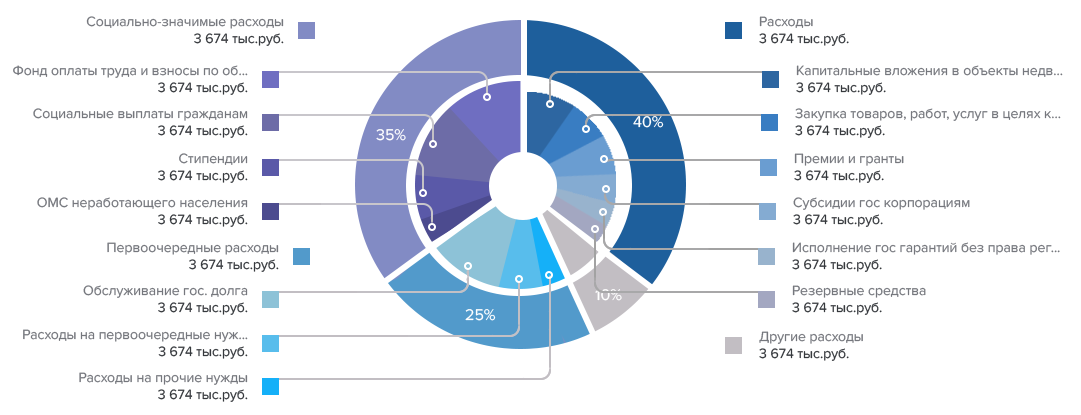 Социально-значимые расходы
3 674 тыс.руб.
Фонд оплаты труда и взносы по об...
3 674 тыс.руб.
Социальные выплаты гражданам
3 674 тыс.руб.
Стипендии
3 674 тыс.руб.
ОМС неработающего населения
3 674 тыс.руб.
Первоочередные расходы
3 674 тыс.руб.
Обслуживание гос. долга
3 674 тыс.руб.
Расходы на первоочередные нуж...
3 674 тыс.руб.
Расходы на прочие нужды
3 674 тыс.руб.
35%
40%
25%
10%
Расходы
3 674 тыс.руб.
Капитальные вложения в объекты недв...
3 674 тыс.руб.
Закупка товаров, работ, услуг в целях к...
3 674 тыс.руб.
Премии и гранты
3 674 тыс.руб.
Субсидии гос корпорациям
3 674 тыс.руб.
Исполнение гос гарантий без права рег...
3 674 тыс.руб.
Резервные средства
3 674 тыс.руб.
Другие расходы
3 674 тыс.руб.